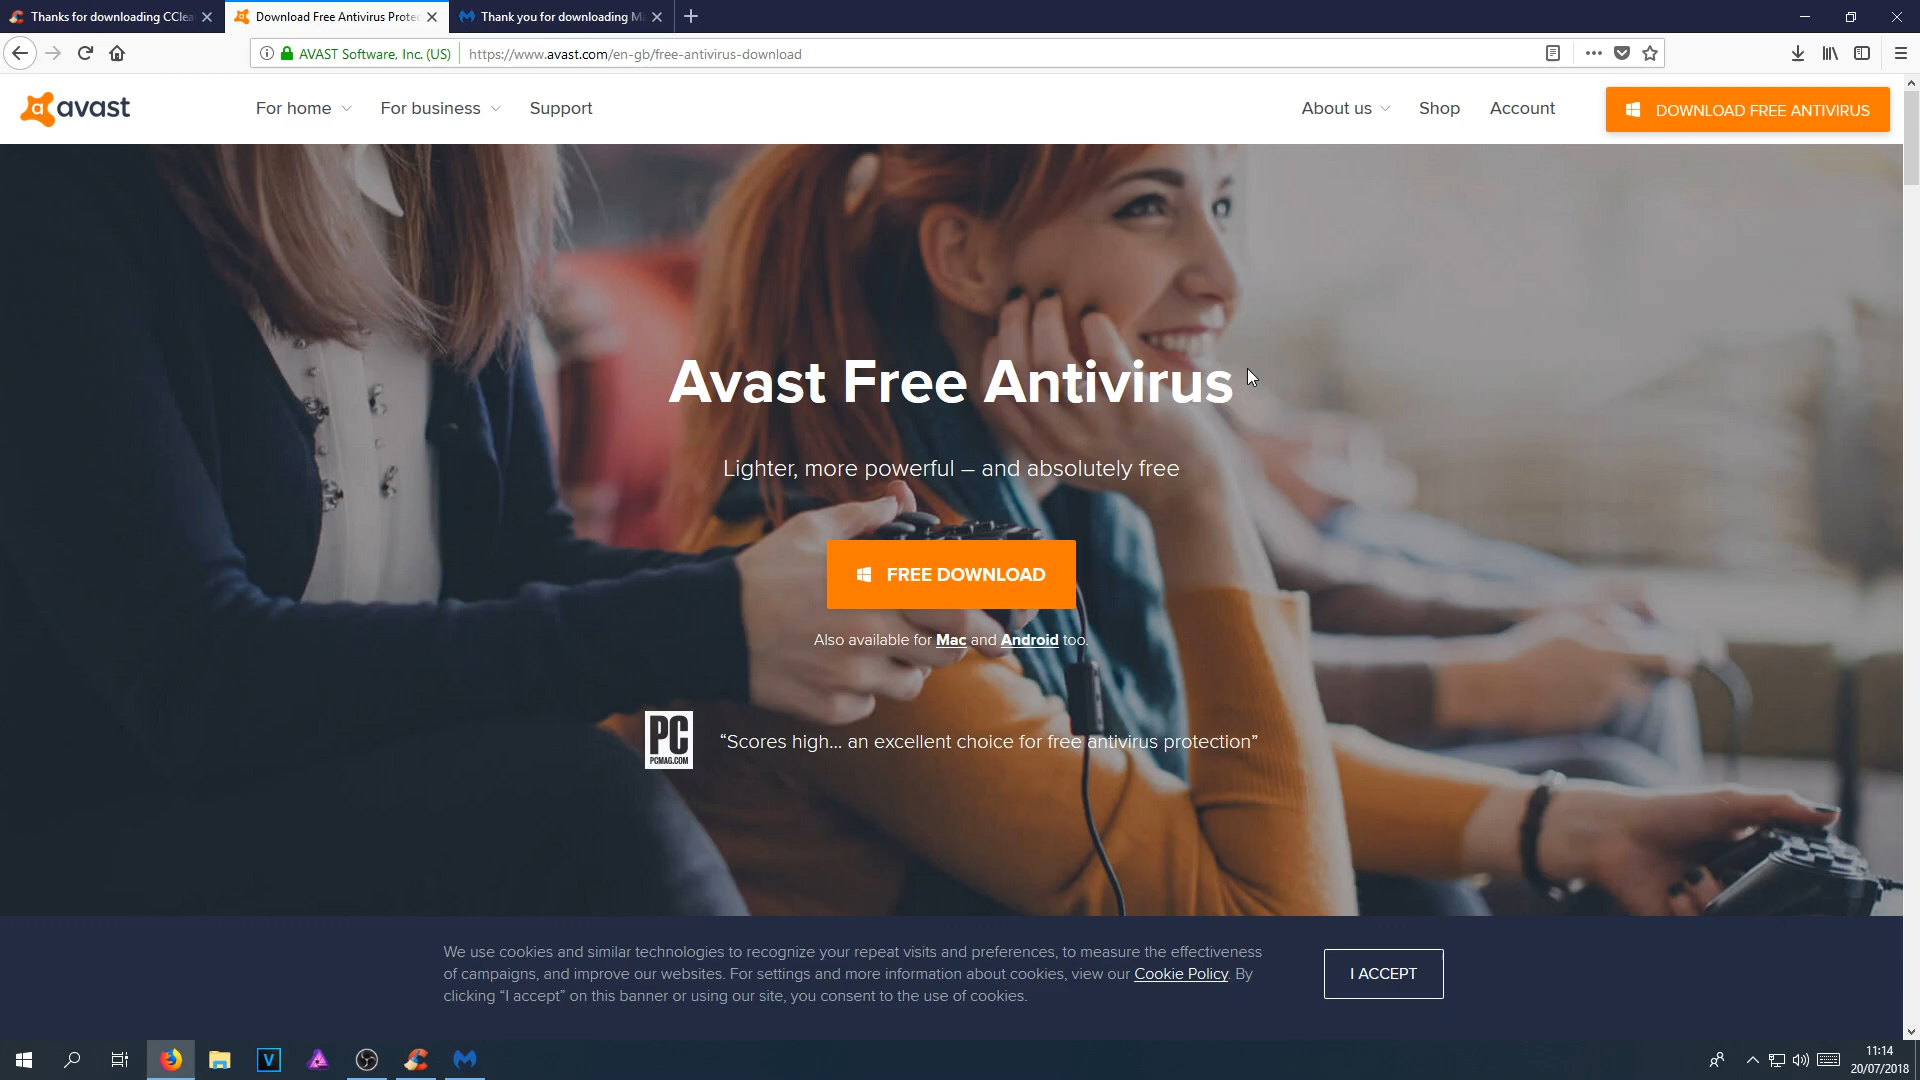 Thanks for downloading CClea
Download Free Antivirus Protec
Thank you for downloading M
AVAST Software, Inc. (US)
https://www.avast.com/en-gb/free-antivirus-download
avast
For home
For business
Support
About us
Shop
Account
DOWNLOAD FREE ANTIVIRUS
Avast Free Antivirus
Lighter, more powerful – and absolutely free
FREE DOWNLOAD
Also available for Mac and Android too.
PC
PCMAG.COM
“Scores high... an excellent choice for free antivirus protection”
We use cookies and similar technologies to recognize your repeat visits and preferences, to measure the effectiveness
of campaigns, and improve our websites. For settings and more information about cookies, view our Cookie Policy. By
clicking “I accept” on this banner or using our site, you consent to the use of cookies.
I ACCEPT
V
11:14
20/07/2018